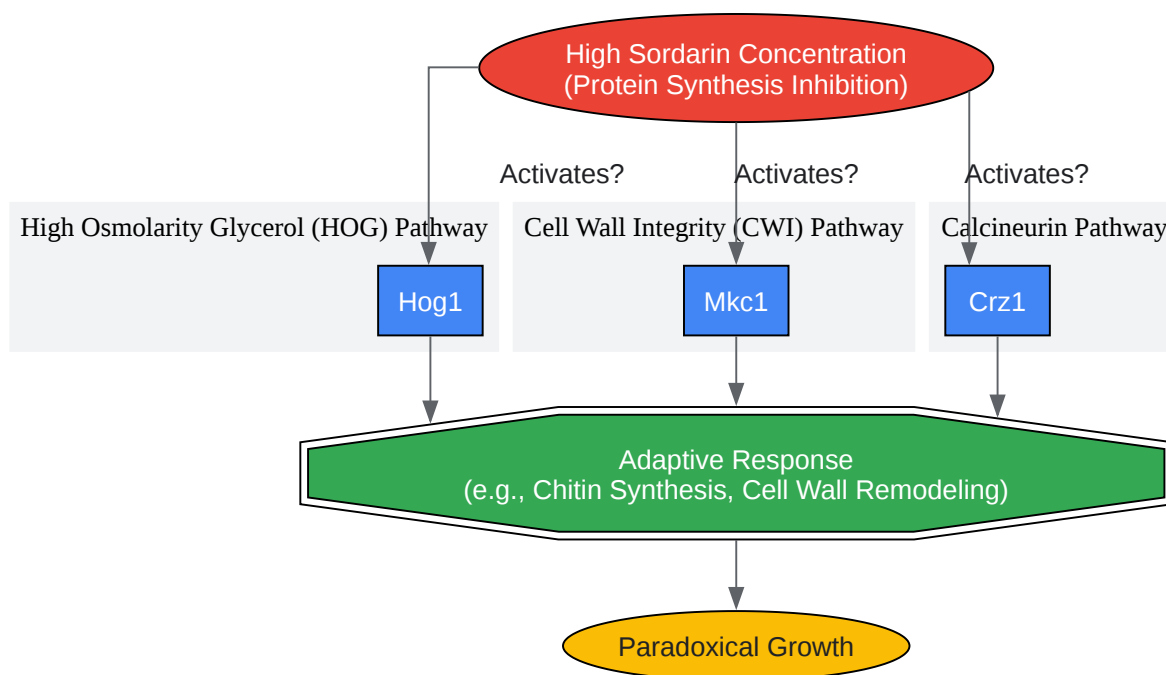 High Sordarin Concentration
(Protein Synthesis Inhibition)
Activates?
Activates?
Activates?
High Osmolarity Glycerol (HOG) Pathway
Cell Wall Integrity (CWI) Pathway
Calcineurin Pathway
Hog1
Mkc1
Crz1
Adaptive Response
(e.g., Chitin Synthesis, Cell Wall Remodeling)
Paradoxical Growth